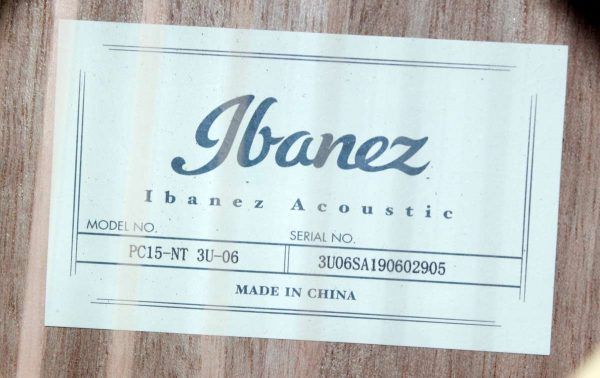 Ibanez
Ibanez Acoustic
MODEL NO. SERIAL NO.
PC15-NT 3U-06 3U06SA190602905
MADE IN CHINA